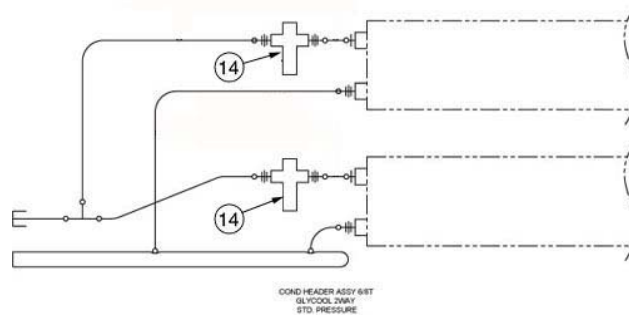 14
14
COND HEADER ASSY 6/8T
GLYCOOL 2WAY
STD. PRESSURE